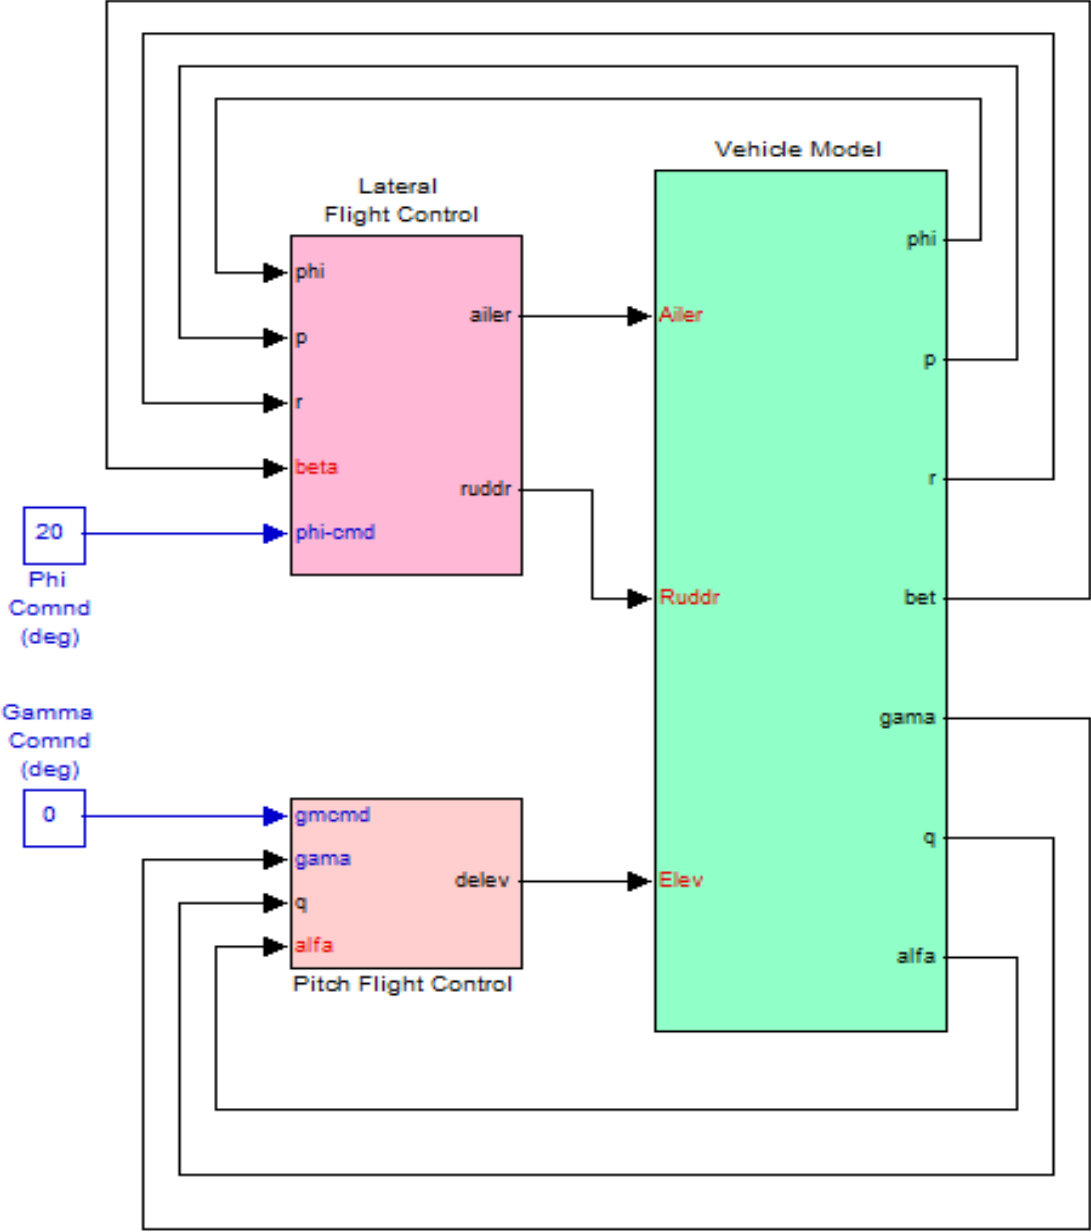 Vehicle Model
Lateral
Flight Control
phi
p
r
beta
phi-cmd
ailer
ruddr
Ailer
Ruddr
Elev
phi
p
r
bet
gama
q
alfa
20
Phi
Comnd
(deg)
Gamma
Comnd
(deg)
0
gmcmd
gama
q
alfa
delev
Pitch Flight Control